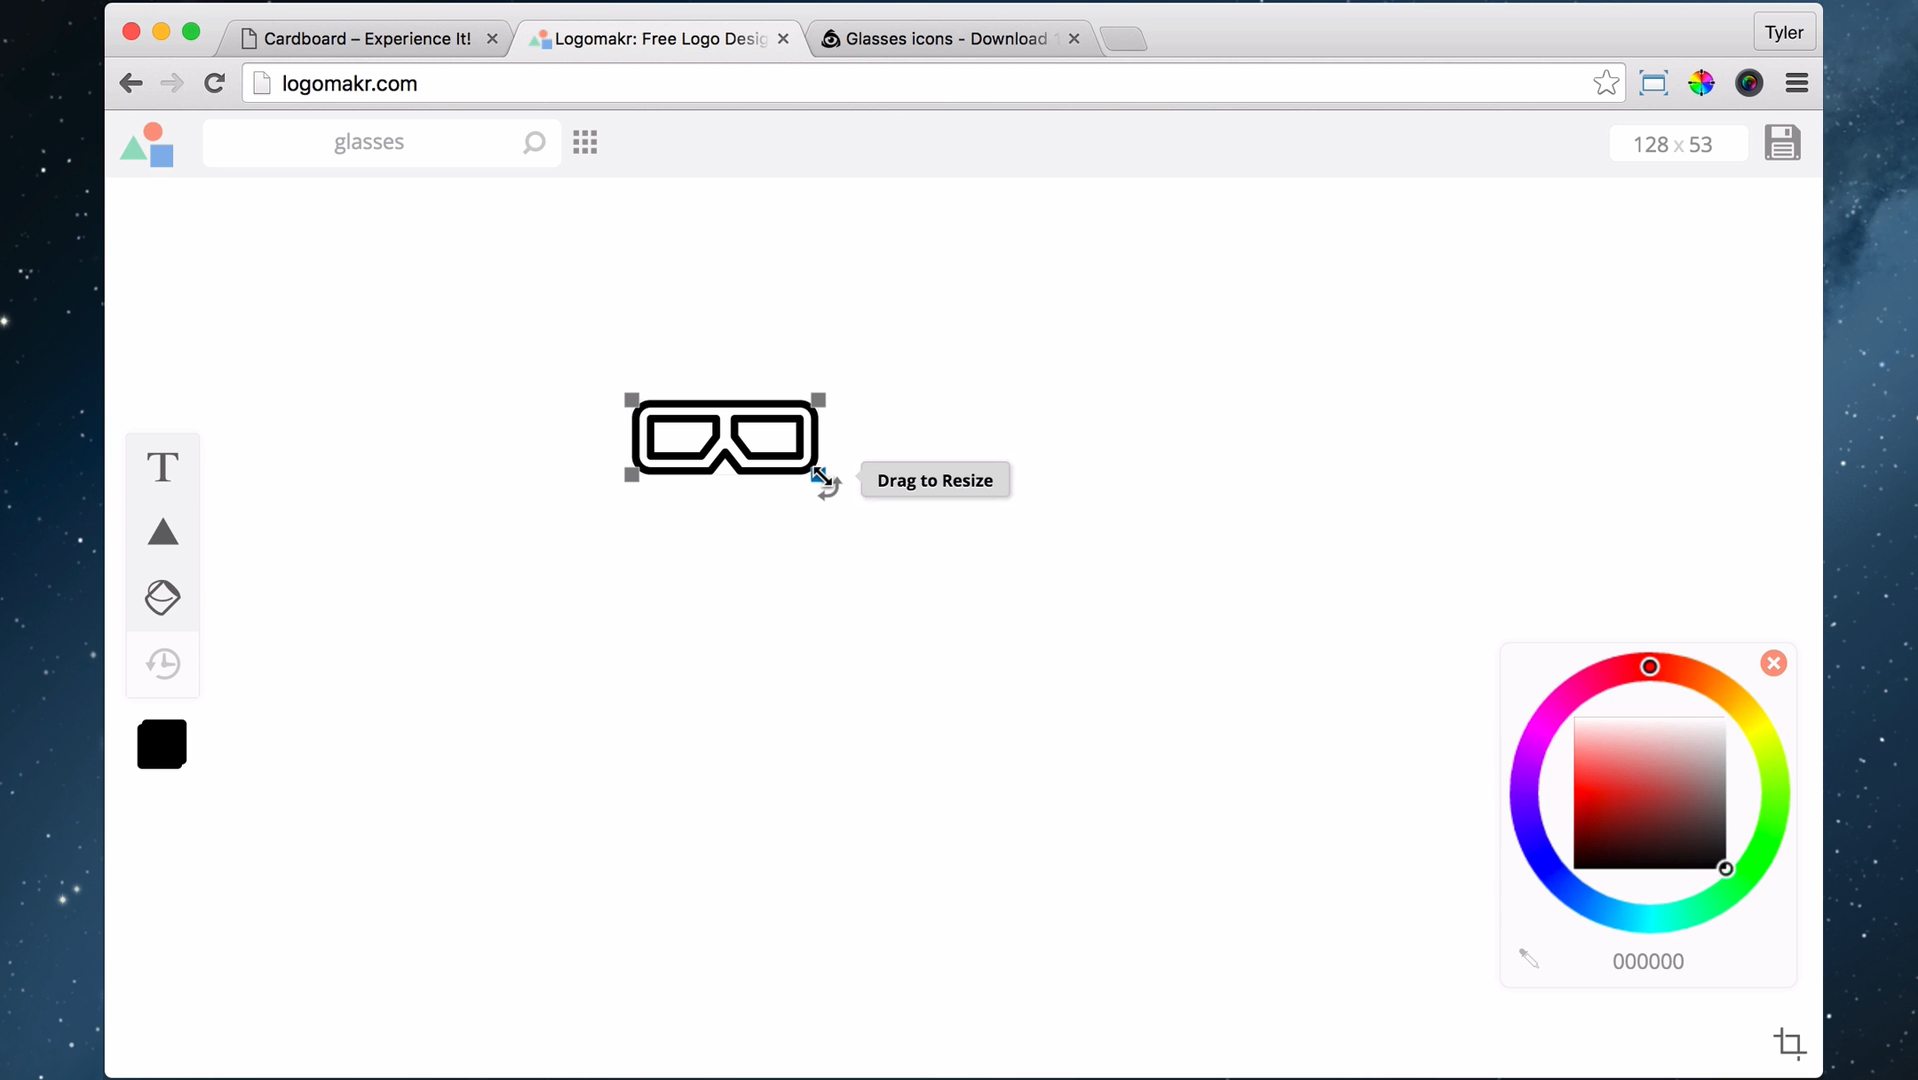 Cardboard – Experience It!
Logomakr: Free Logo Desig
Glasses icons - Download
Tyler
logomakr.com
glasses
128 x 53
T
Drag to Resize
000000